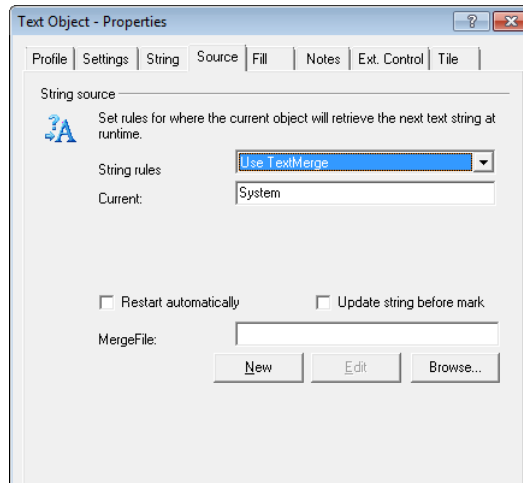 Text Object - Properties
Profile Settings String Source Fill Notes Ext. Control Tile
String source
Set rules for where the current object will retrieve the next text string at
runtime.
String rules Use TextMerge
Current: System
Restart automatically Update string before mark
MergeFile:
New Edit Browse...